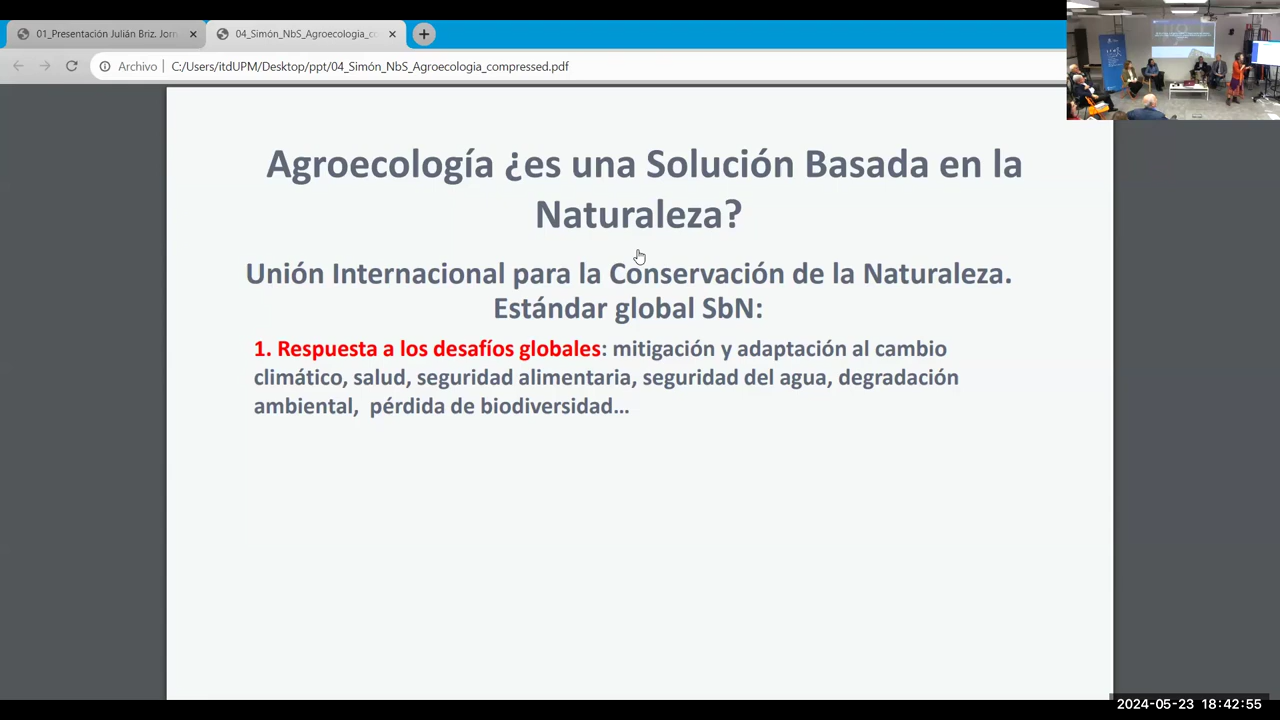 01_Presentación Julián Briz. Jorn
04_Simón_NbS_Agroecologia_c
Archivo
C:/Users/itdUPM/Desktop/ppt/04_Simón_NbS_Agroecologia_compressed.pdf
Agroecología ¿es una Solución Basada en la
Naturaleza?
Unión Internacional para la Conservación de la Naturaleza.
Estándar global SbN:
1. Respuesta a los desafíos globales: mitigación y adaptación al cambio
climático, salud, seguridad alimentaria, seguridad del agua, degradación
ambiental, pérdida de biodiversidad...
2024-05-23 18:42:55